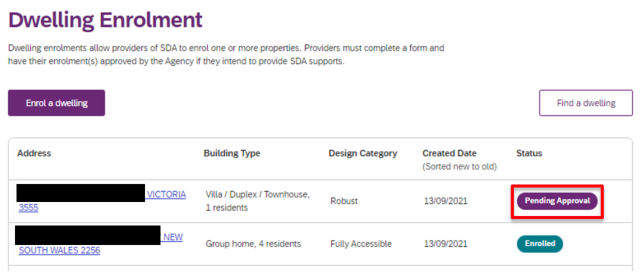 Dwelling Enrolment
Dwelling enrolments allow providers of SDA to enrol one or more properties. Providers must complete a form and
have their enrolment(s) approved by the Agency if they intend to provide SDA supports.
Enrol a dwelling
Find a dwelling
Address Building Type Design Category Created Date Status
(Sorted new to old)
VICTORIA
3555
Villa / Duplex / Townhouse,
1 residents
Robust
13/09/2021
Pending Approval
NEW
SOUTH WALES 2256
Group home, 4 residents
Fully Accessible
13/09/2021
Enrolled